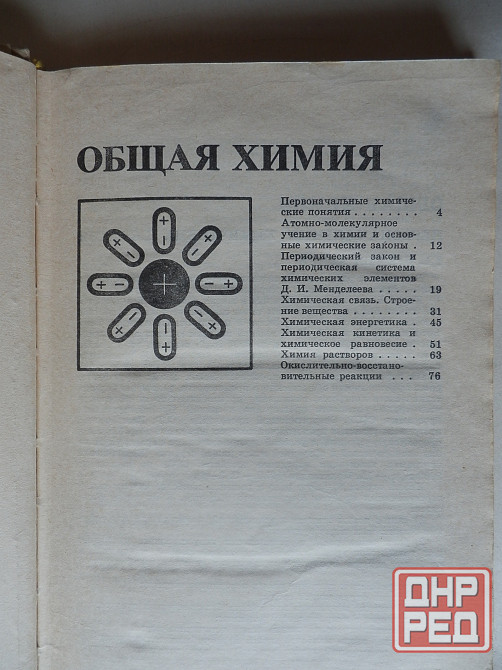 ОБЩАЯ ХИМИЯ
Первоначальные химиче-
ские понятия . . . . . . . . 4
Атомно-молекулярное
учение в химии и основ-
ные химические законы . 12
Периодический закон и
периодическая система
химических элементов
Д. И. Менделеева . . . . . 19
Химическая связь. Строе-
ние вещества . . . . . . . . 31
Химическая энергетика . 45
Химическая кинетика и
химическое равновесие . 51
Химия растворов . . . . . 63
Окислительно-восстано-
вительные реакции . . . 76
+ -
+ -
+ -
+ -
+
- +
- +
- +
- +
ДНР
РЕД